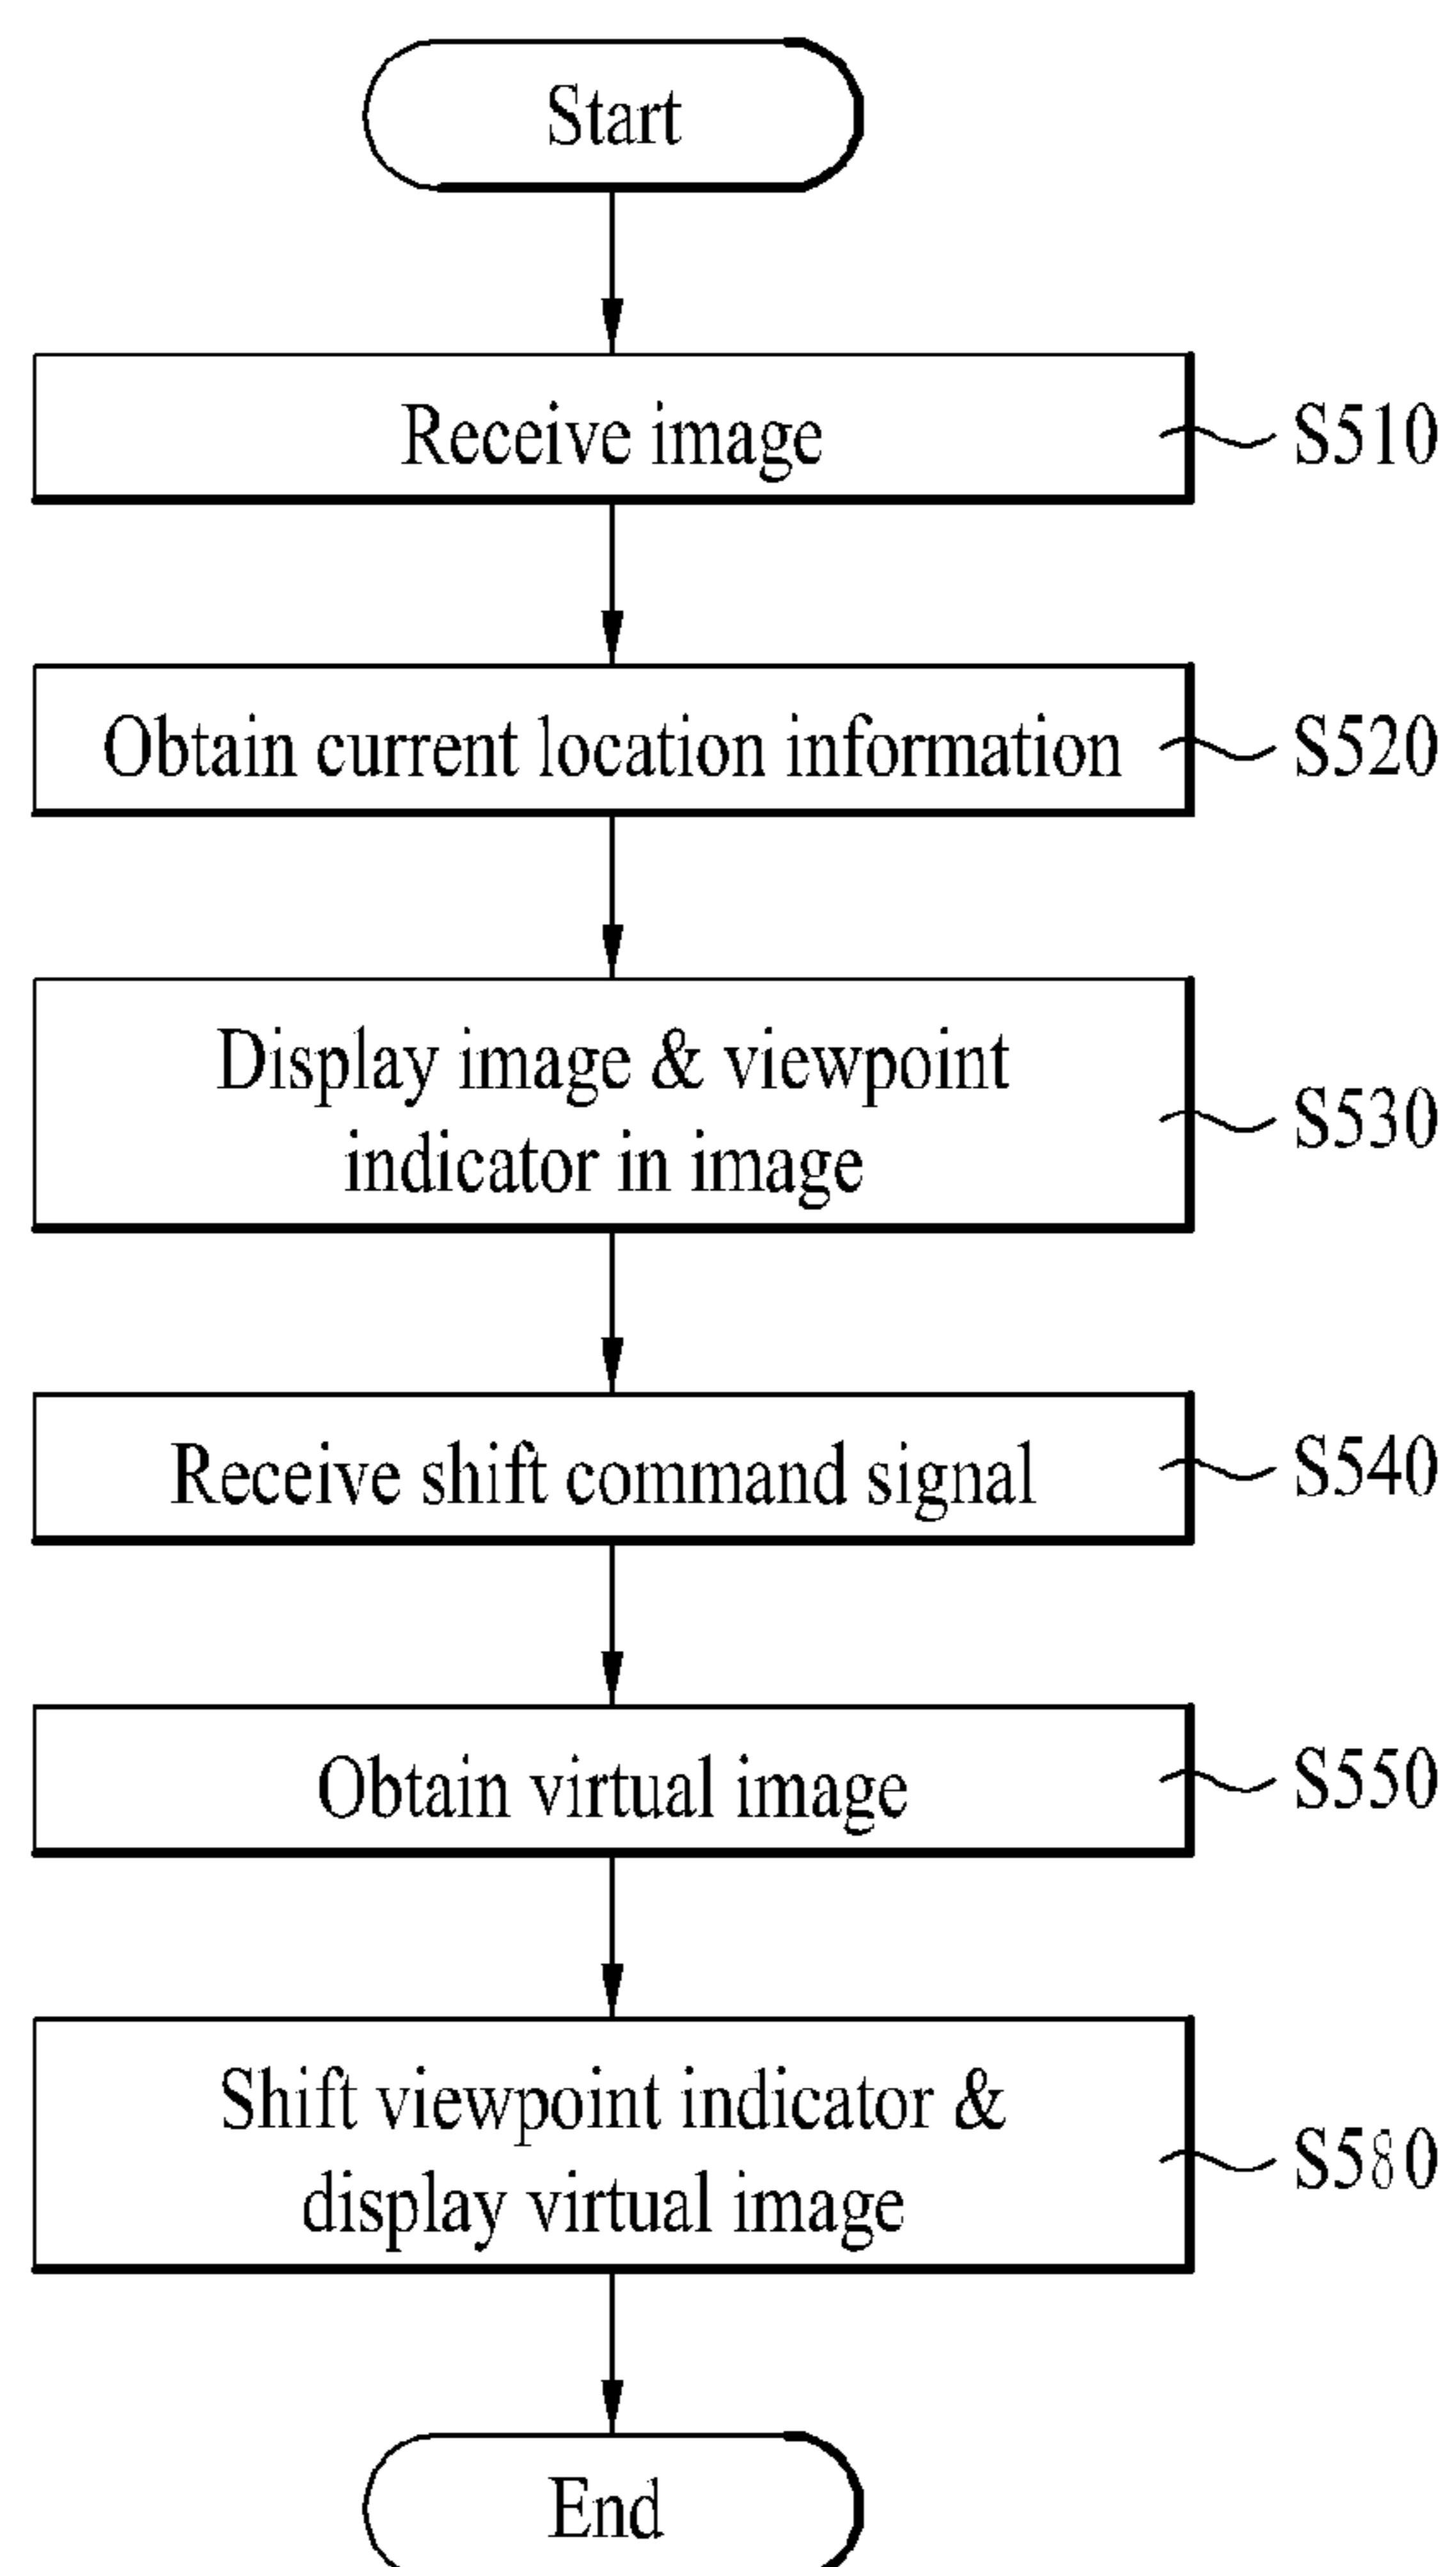 Start
Receive image
S510
Obtain current location information
S520
Display image & viewpoint
indicator in image
S530
Receive shift command signal
S540
Obtain virtual image
S550
Shift viewpoint indicator &
display virtual image
S580
End